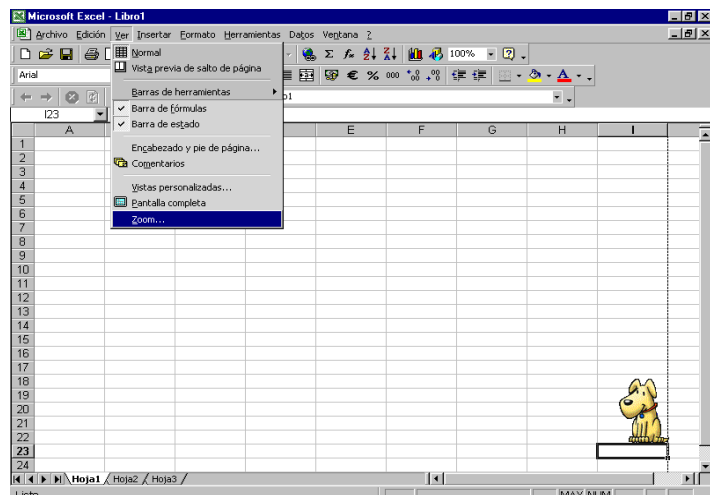 Microsoft Excel - Libro1
Archivo Edición Ver Insertar Formato Herramientas Datos Ventana ?
100%
Arial
€ % 000
I23
Normal
Vista previa de salto de página
Barras de herramientas
Barra de fórmulas
Barra de estado
Encabezado y pie de página...
Comentarios
Vistas personalizadas...
Pantalla completa
Zoom...
A E F G H I
1
2
3
4
5
6
7
8
9
10
11
12
13
14
15
16
17
18
19
20
21
22
23
24
Hoja1 Hoja2 Hoja3
Listo MAY NUM